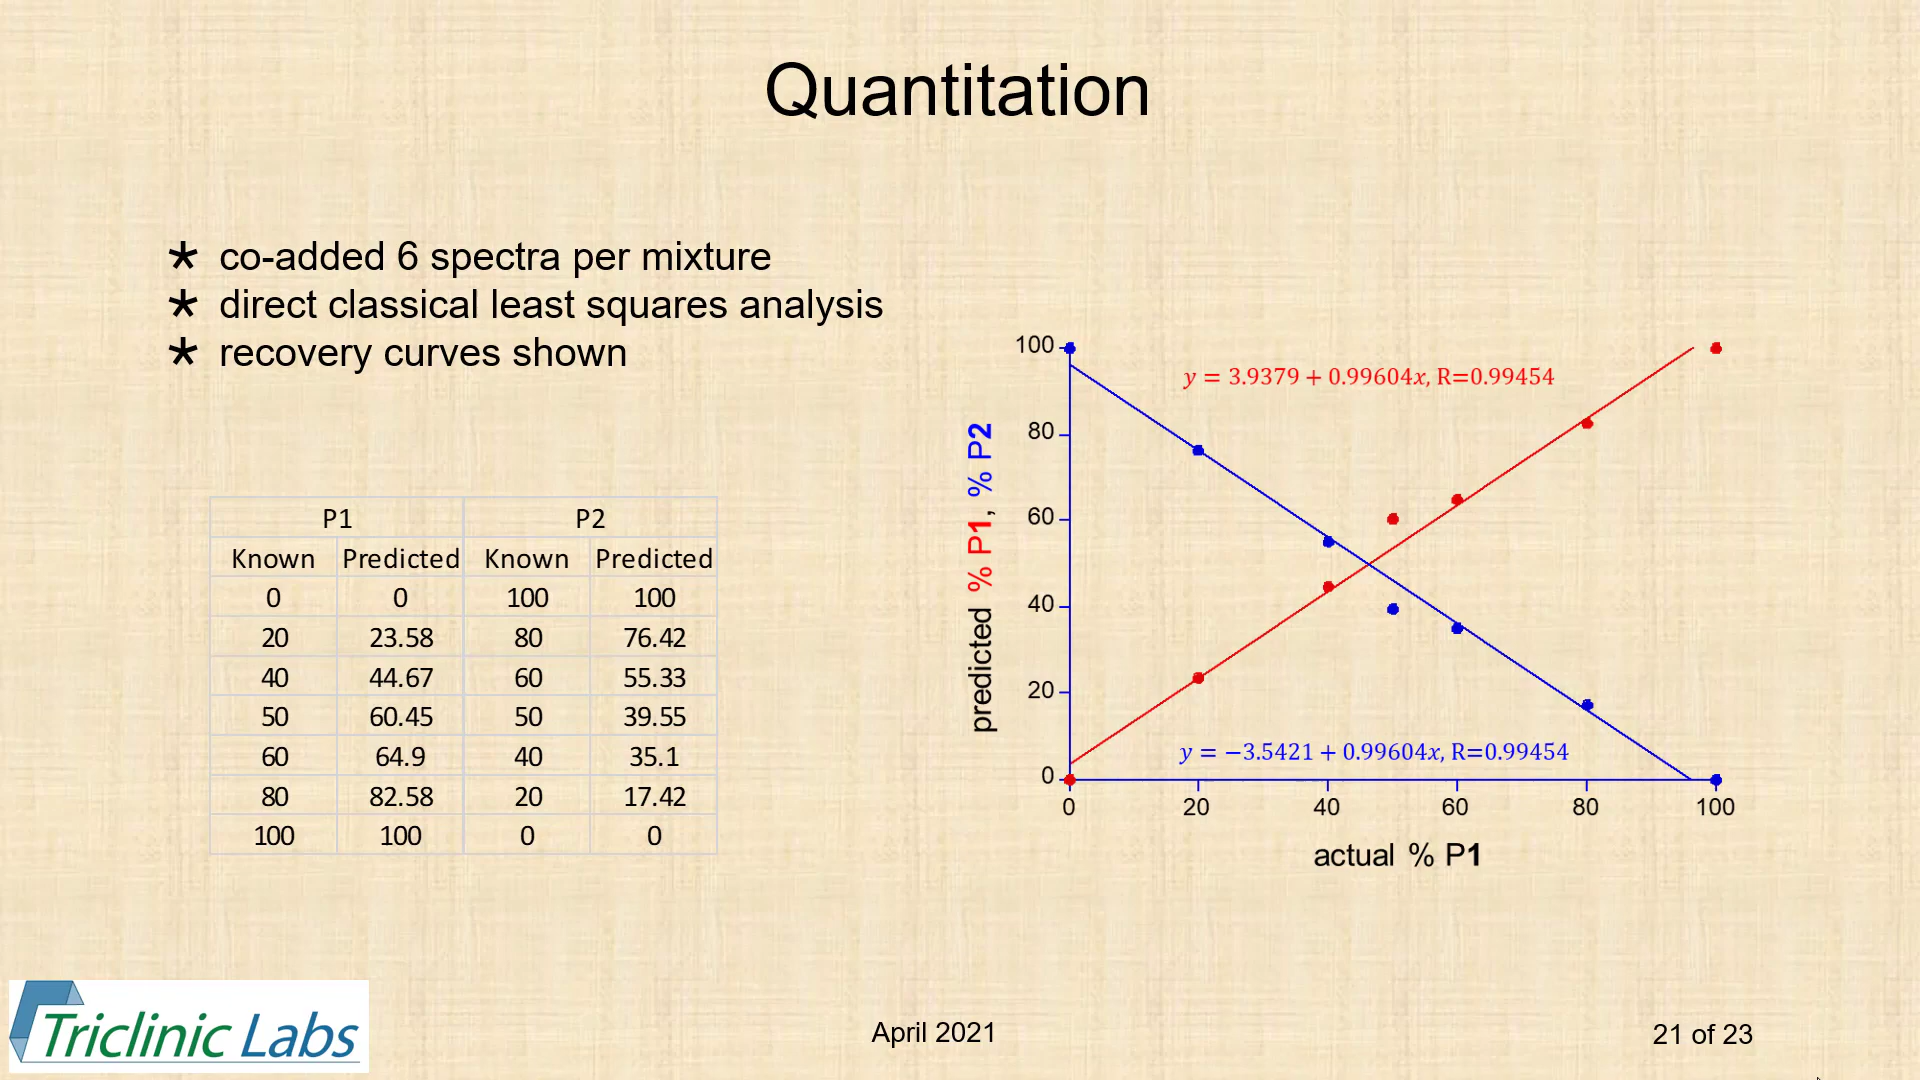 Quantitation
* co-added 6 spectra per mixture
* direct classical least squares analysis
* recovery curves shown
P1 P2
Known Predicted Known Predicted
0 0 100 100
20 23.58 80 76.42
40 44.67 60 55.33
50 60.45 50 39.55
60 64.9 40 35.1
80 82.58 20 17.42
100 100 0 0
predicted % P1, % P2
100
80
60
40
20
0
y = 3.9379 + 0.99604x, R=0.99454
y = −3.5421 + 0.99604x, R=0.99454
0 20 40 60 80 100
actual % P1
Triclinic Labs
April 2021
21 of 23